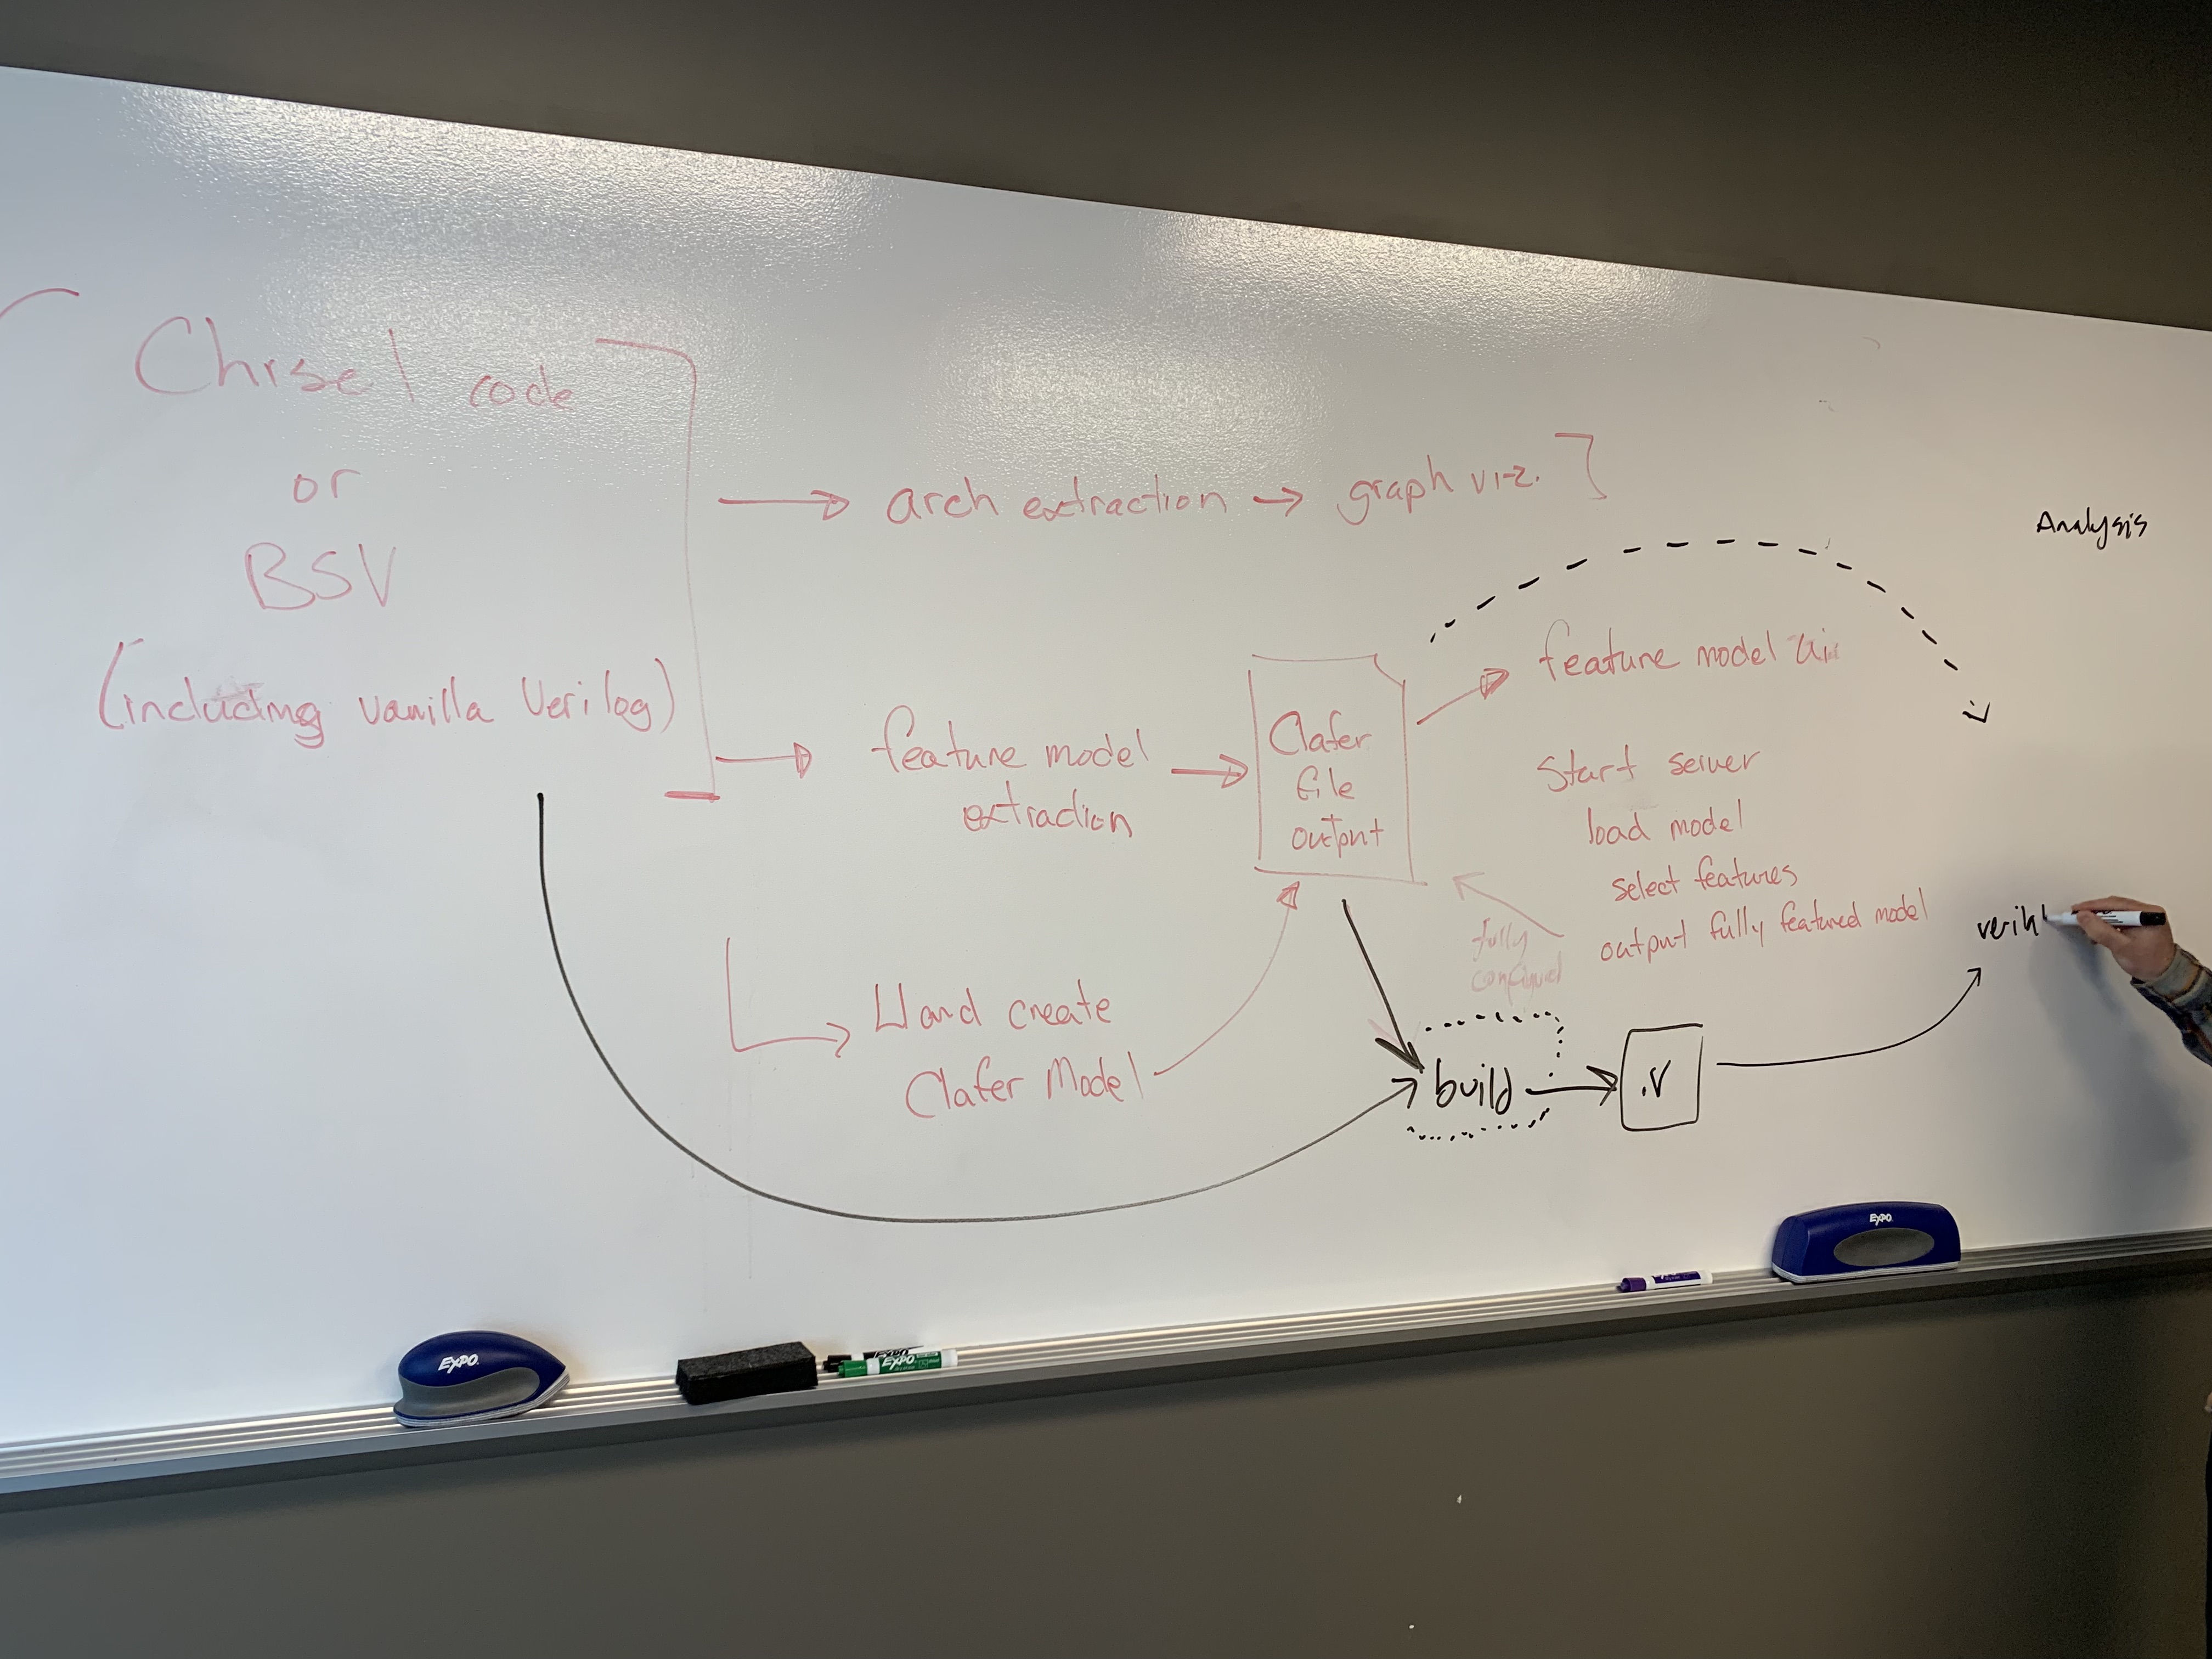 Chisel code
or
BSV
(including vanilla Verilog)
arch extraction → graph viz.
feature model
extraction
Hand create
Clafer Model
Clafer
file
output
feature model ui
Start server
load model
select features
output fully featured model
fully
configured
build
.V
Analysis
EXPO
EXPO
EXPO
EXPO